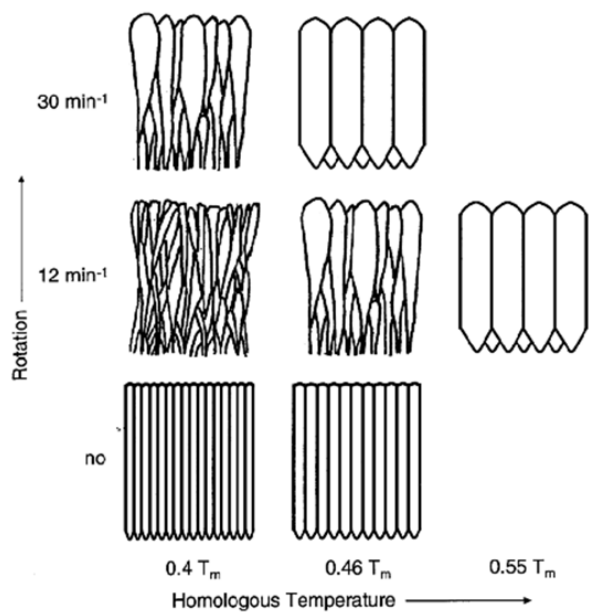 30 min⁻¹
12 min⁻¹
no
Rotation
0.4 Tₘ 0.46 Tₘ 0.55 Tₘ
Homologous Temperature